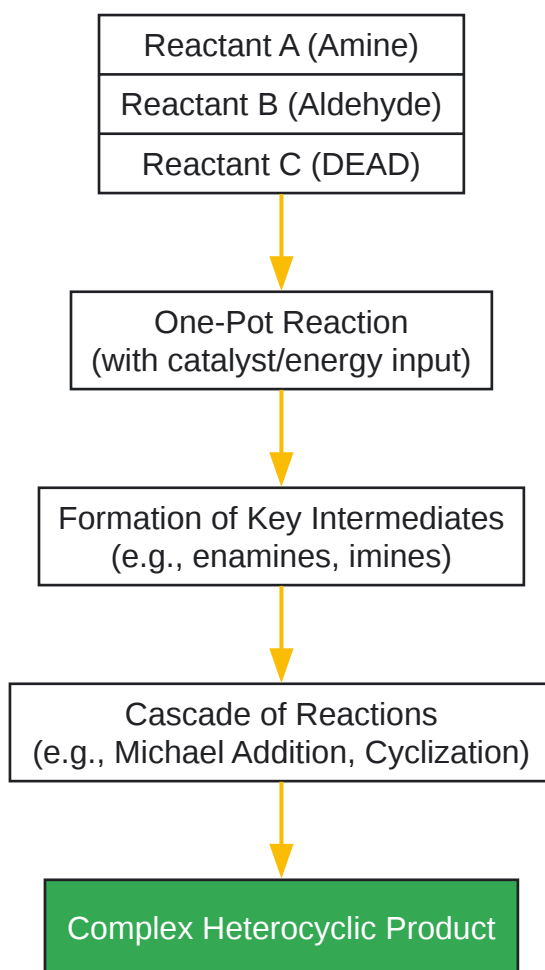 Reactant A (Amine)
Reactant B (Aldehyde)
Reactant C (DEAD)
One-Pot Reaction
(with catalyst/energy input)
Formation of Key Intermediates
(e.g., enamines, imines)
Cascade of Reactions
(e.g., Michael Addition, Cyclization)
Complex Heterocyclic Product